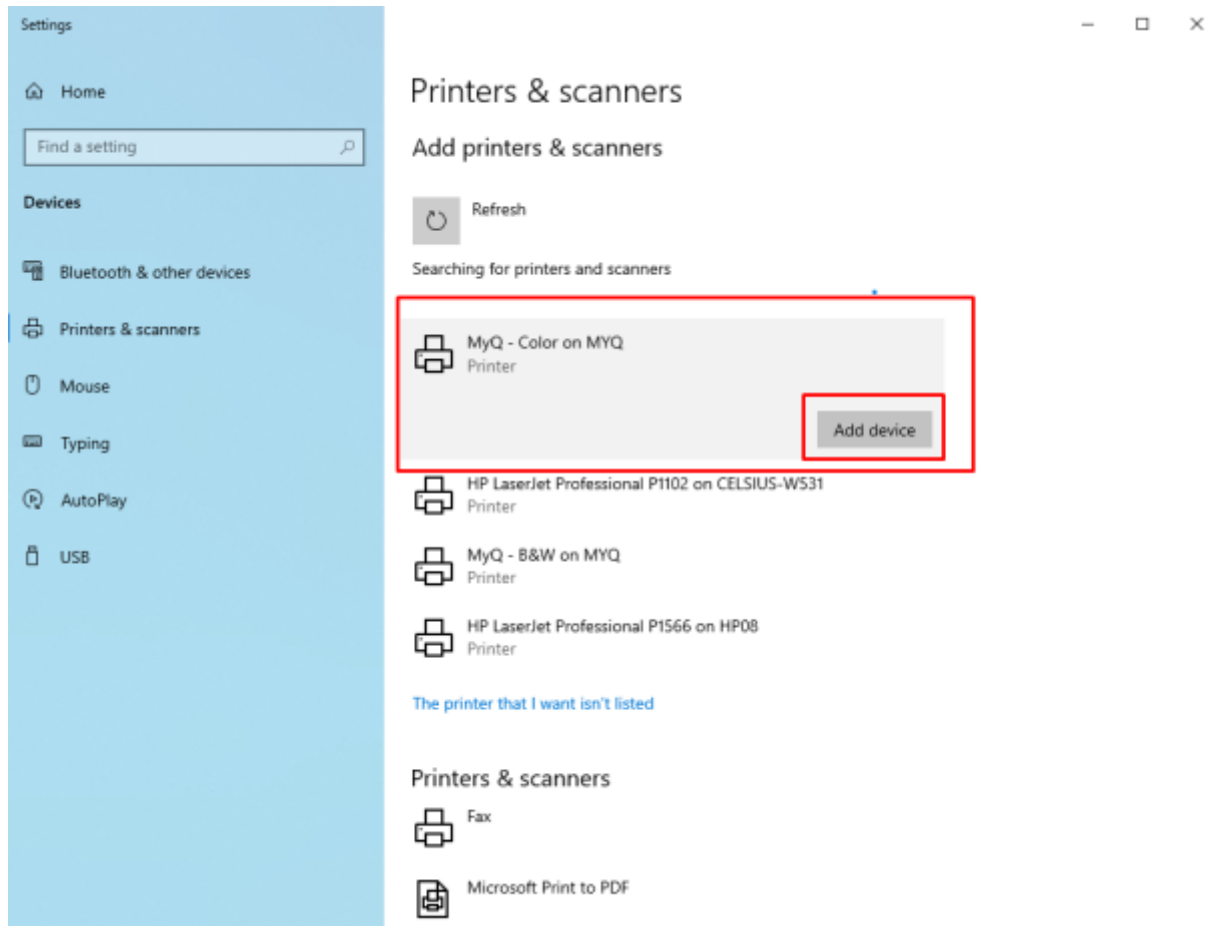 Settings
Home
Find a setting
Devices
Bluetooth & other devices
Printers & scanners
Mouse
Typing
AutoPlay
USB
Printers & scanners
Add printers & scanners
Refresh
Searching for printers and scanners
MyQ - Color on MYQ
Printer
Add device
HP LaserJet Professional P1102 on CELSIUS-W531
Printer
MyQ - B&W on MYQ
Printer
HP LaserJet Professional P1566 on HP08
Printer
The printer that I want isn't listed
Printers & scanners
Fax
Microsoft Print to PDF